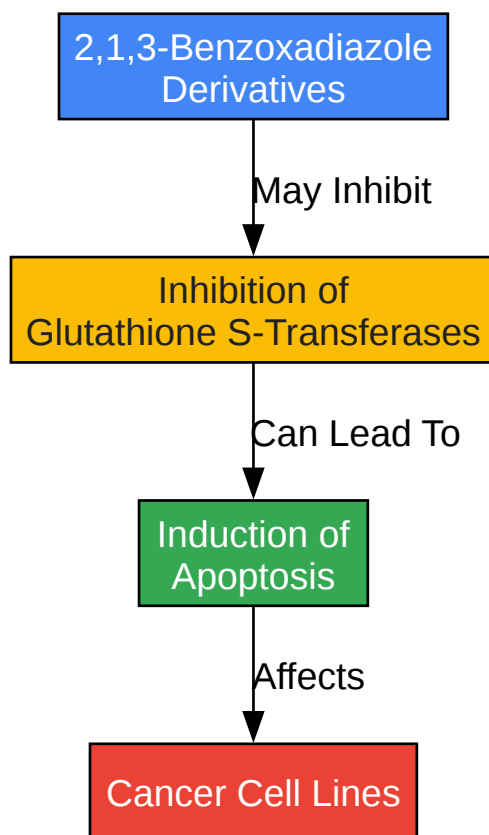 2,1,3-Benzoxadiazole
Derivatives
May Inhibit
Inhibition of
Glutathione S-Transferases
Can Lead To
Induction of
Apoptosis
Affects
Cancer Cell Lines